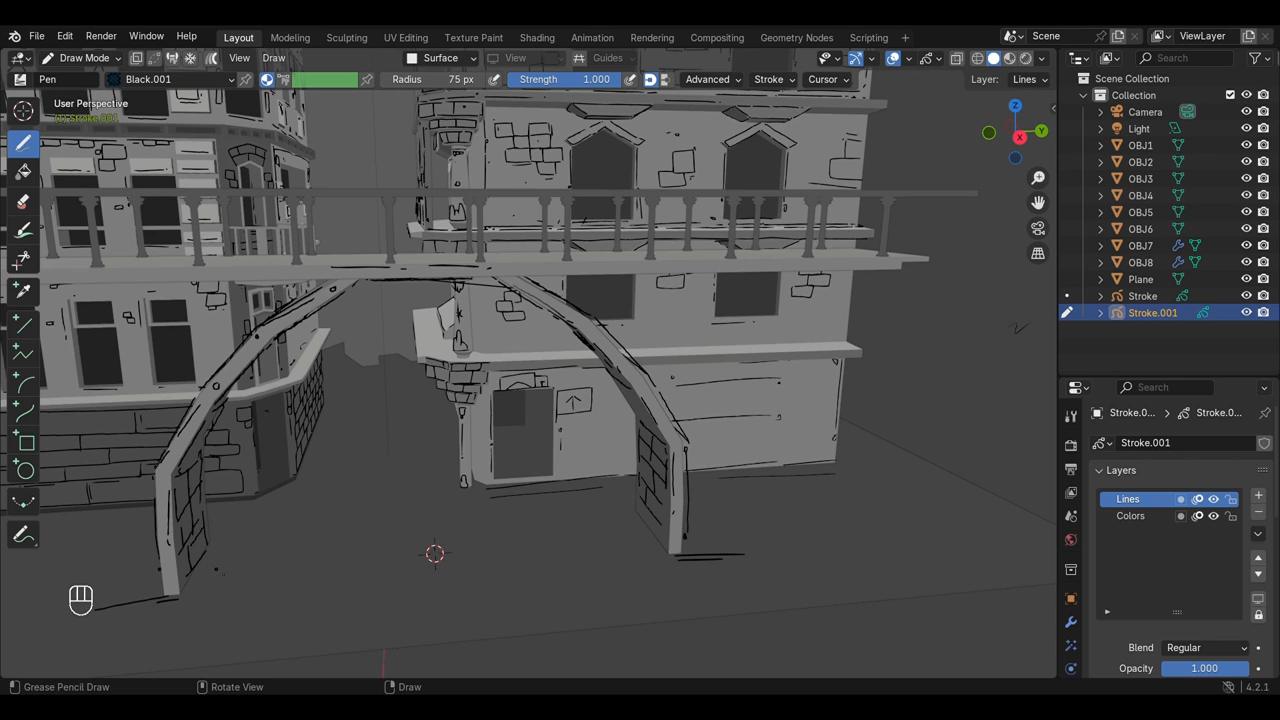 File Edit Render Window Help Layout Modeling Sculpting UV Editing Texture Paint Shading Animation Rendering Compositing Geometry Nodes Scripting Scene ViewLayer
Draw Mode View Draw Surface View Guides Search
Pen Black.001 Radius 75 px Strength 1.000 Advanced Stroke Cursor Layer: Lines
Scene Collection
Collection
User Perspective
(1) Stroke.001
Camera
Light
OBJ1
OBJ2
OBJ3
OBJ4
OBJ5
OBJ6
OBJ7
OBJ8
Plane
Stroke
Stroke.001
Z
Y
X
Search
Stroke.0... Stroke.0...
Stroke.001
Layers
Lines
Colors
Blend Regular
Opacity 1.000
Grease Pencil Draw Rotate View Draw 4.2.1